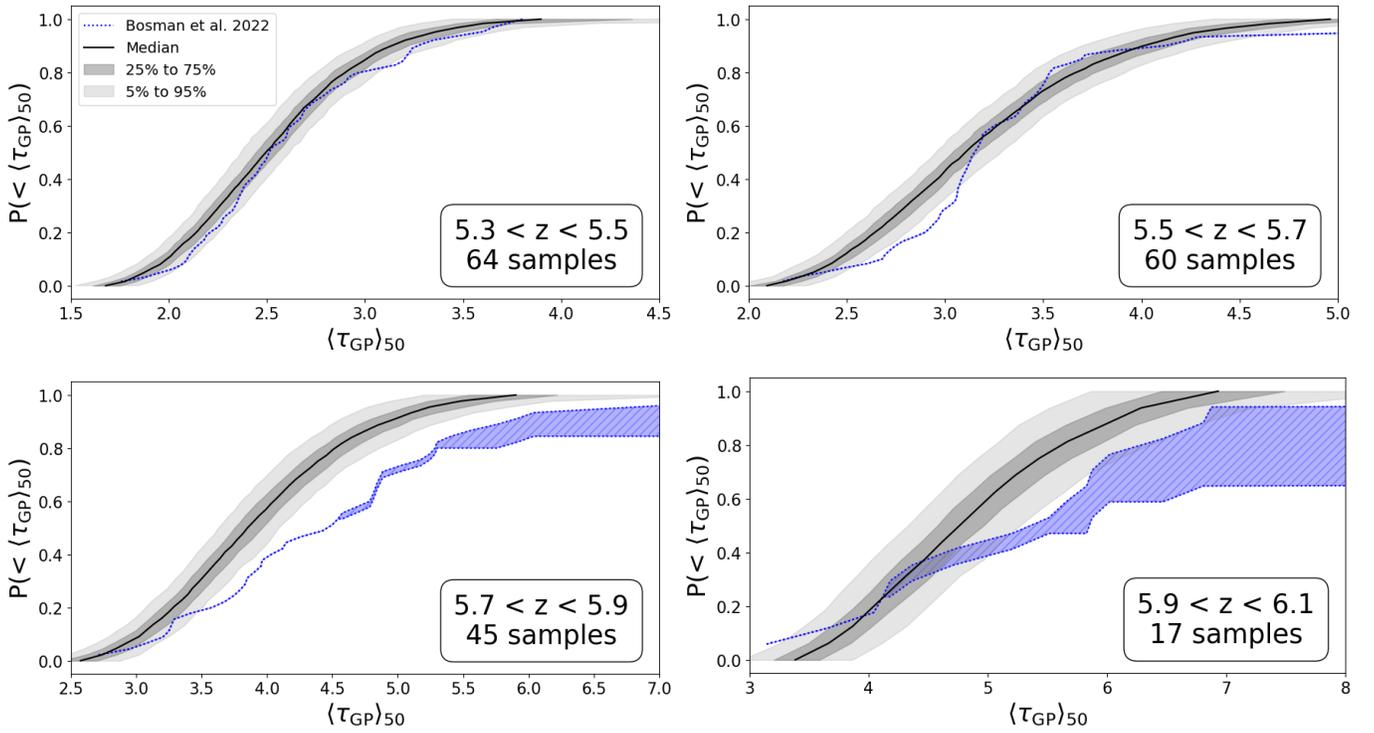 Bosman et al. 2022
Median
25% to 75%
5% to 95%
P(< ⟨τGP⟩50)
1.0
0.8
0.6
0.4
0.2
0.0
5.3 < z < 5.5
64 samples
1.5 2.0 2.5 3.0 3.5 4.0 4.5
⟨τGP⟩50
P(< ⟨τGP⟩50)
1.0
0.8
0.6
0.4
0.2
0.0
5.5 < z < 5.7
60 samples
2.0 2.5 3.0 3.5 4.0 4.5 5.0
⟨τGP⟩50
P(< ⟨τGP⟩50)
1.0
0.8
0.6
0.4
0.2
0.0
5.7 < z < 5.9
45 samples
2.5 3.0 3.5 4.0 4.5 5.0 5.5 6.0 6.5 7.0
⟨τGP⟩50
P(< ⟨τGP⟩50)
1.0
0.8
0.6
0.4
0.2
0.0
5.9 < z < 6.1
17 samples
3 4 5 6 7 8
⟨τGP⟩50